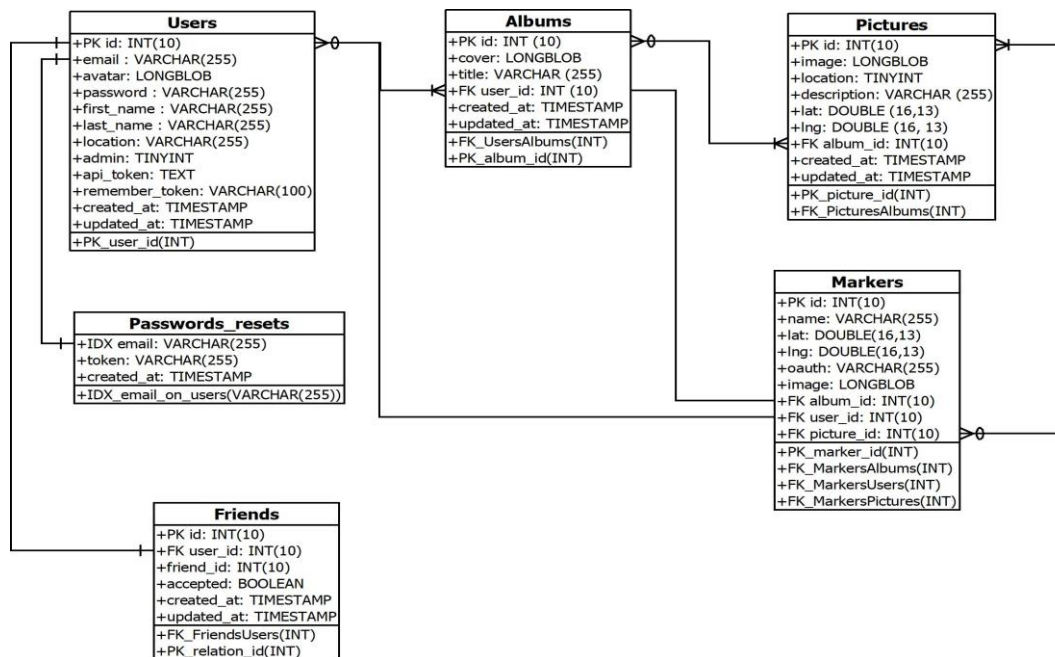 Users
+PK id: INT(10)
+email : VARCHAR(255)
+avatar: LONGBLOB
+password : VARCHAR(255)
+first_name : VARCHAR(255)
+last_name : VARCHAR(255)
+location: VARCHAR(255)
+admin: TINYINT
+api_token: TEXT
+remember_token: VARCHAR(100)
+created_at: TIMESTAMP
+updated_at: TIMESTAMP
+PK_user_id(INT)
Albums
+PK id: INT (10)
+cover: LONGBLOB
+title: VARCHAR (255)
+FK user_id: INT (10)
+created_at: TIMESTAMP
+updated_at: TIMESTAMP
+FK_UsersAlbums(INT)
+PK_album_id(INT)
Pictures
+PK id: INT(10)
+image: LONGBLOB
+location: TINYINT
+description: VARCHAR (255)
+lat: DOUBLE (16,13)
+lng: DOUBLE (16, 13)
+FK album_id: INT(10)
+created_at: TIMESTAMP
+updated_at: TIMESTAMP
+PK_picture_id(INT)
+FK_PicturesAlbums(INT)
Passwords_resets
+IDX email: VARCHAR(255)
+token: VARCHAR(255)
+created_at: TIMESTAMP
+IDX_email_on_users(VARCHAR(255))
Markers
+PK id: INT(10)
+name: VARCHAR(255)
+lat: DOUBLE(16,13)
+lng: DOUBLE(16,13)
+oauth: VARCHAR(255)
+image: LONGBLOB
+FK album_id: INT(10)
+FK user_id: INT(10)
+FK picture_id: INT(10)
+PK_marker_id(INT)
+FK_MarkersAlbums(INT)
+FK_MarkersUsers(INT)
+FK_MarkersPictures(INT)
Friends
+PK id: INT(10)
+FK user_id: INT(10)
+friend_id: INT(10)
+accepted: BOOLEAN
+created_at: TIMESTAMP
+updated_at: TIMESTAMP
+FK_FriendsUsers(INT)
+PK_relation_id(INT)